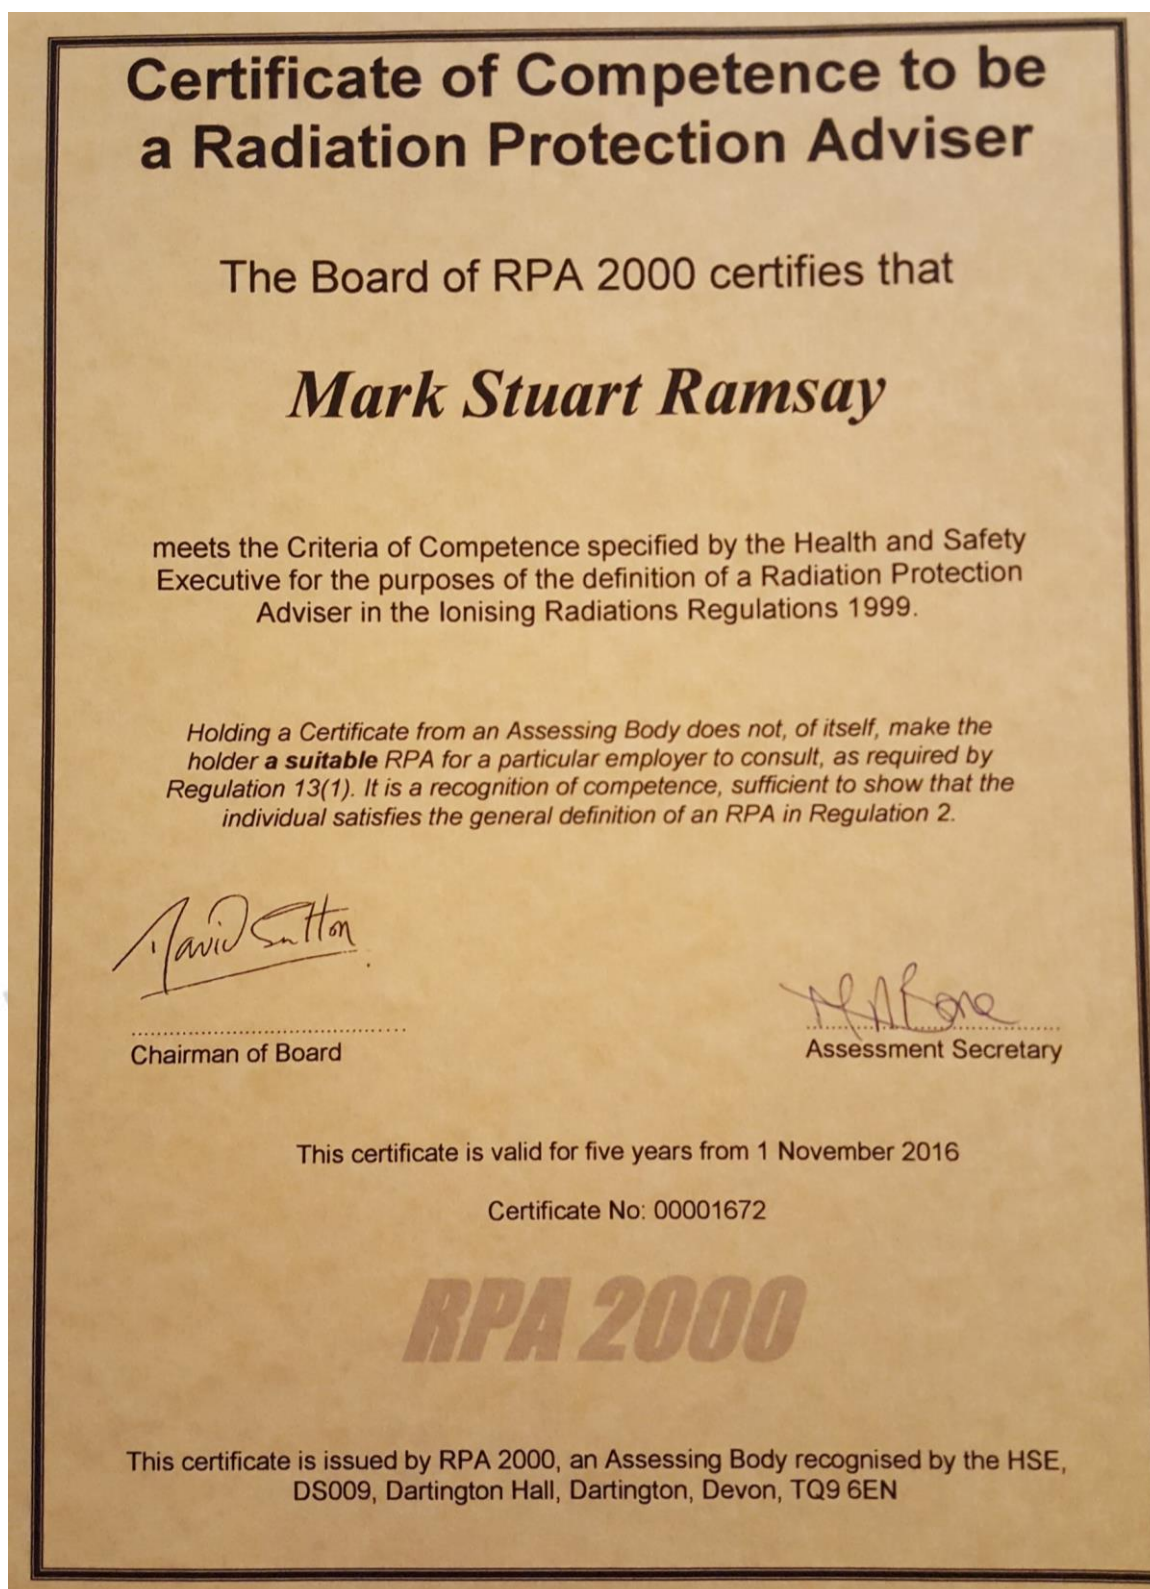 Certificate of Competence to be
a Radiation Protection Adviser
The Board of RPA 2000 certifies that
Mark Stuart Ramsay
meets the Criteria of Competence specified by the Health and Safety
Executive for the purposes of the definition of a Radiation Protection
Adviser in the Ionising Radiations Regulations 1999.
Holding a Certificate from an Assessing Body does not, of itself, make the
holder a suitable RPA for a particular employer to consult, as required by
Regulation 13(1). It is a recognition of competence, sufficient to show that the
individual satisfies the general definition of an RPA in Regulation 2.
David Sutton
Chairman of Board
Assessment Secretary
This certificate is valid for five years from 1 November 2016
Certificate No: 00001672
RPA 2000
This certificate is issued by RPA 2000, an Assessing Body recognised by the HSE,
DS009, Dartington Hall, Dartington, Devon, TQ9 6EN